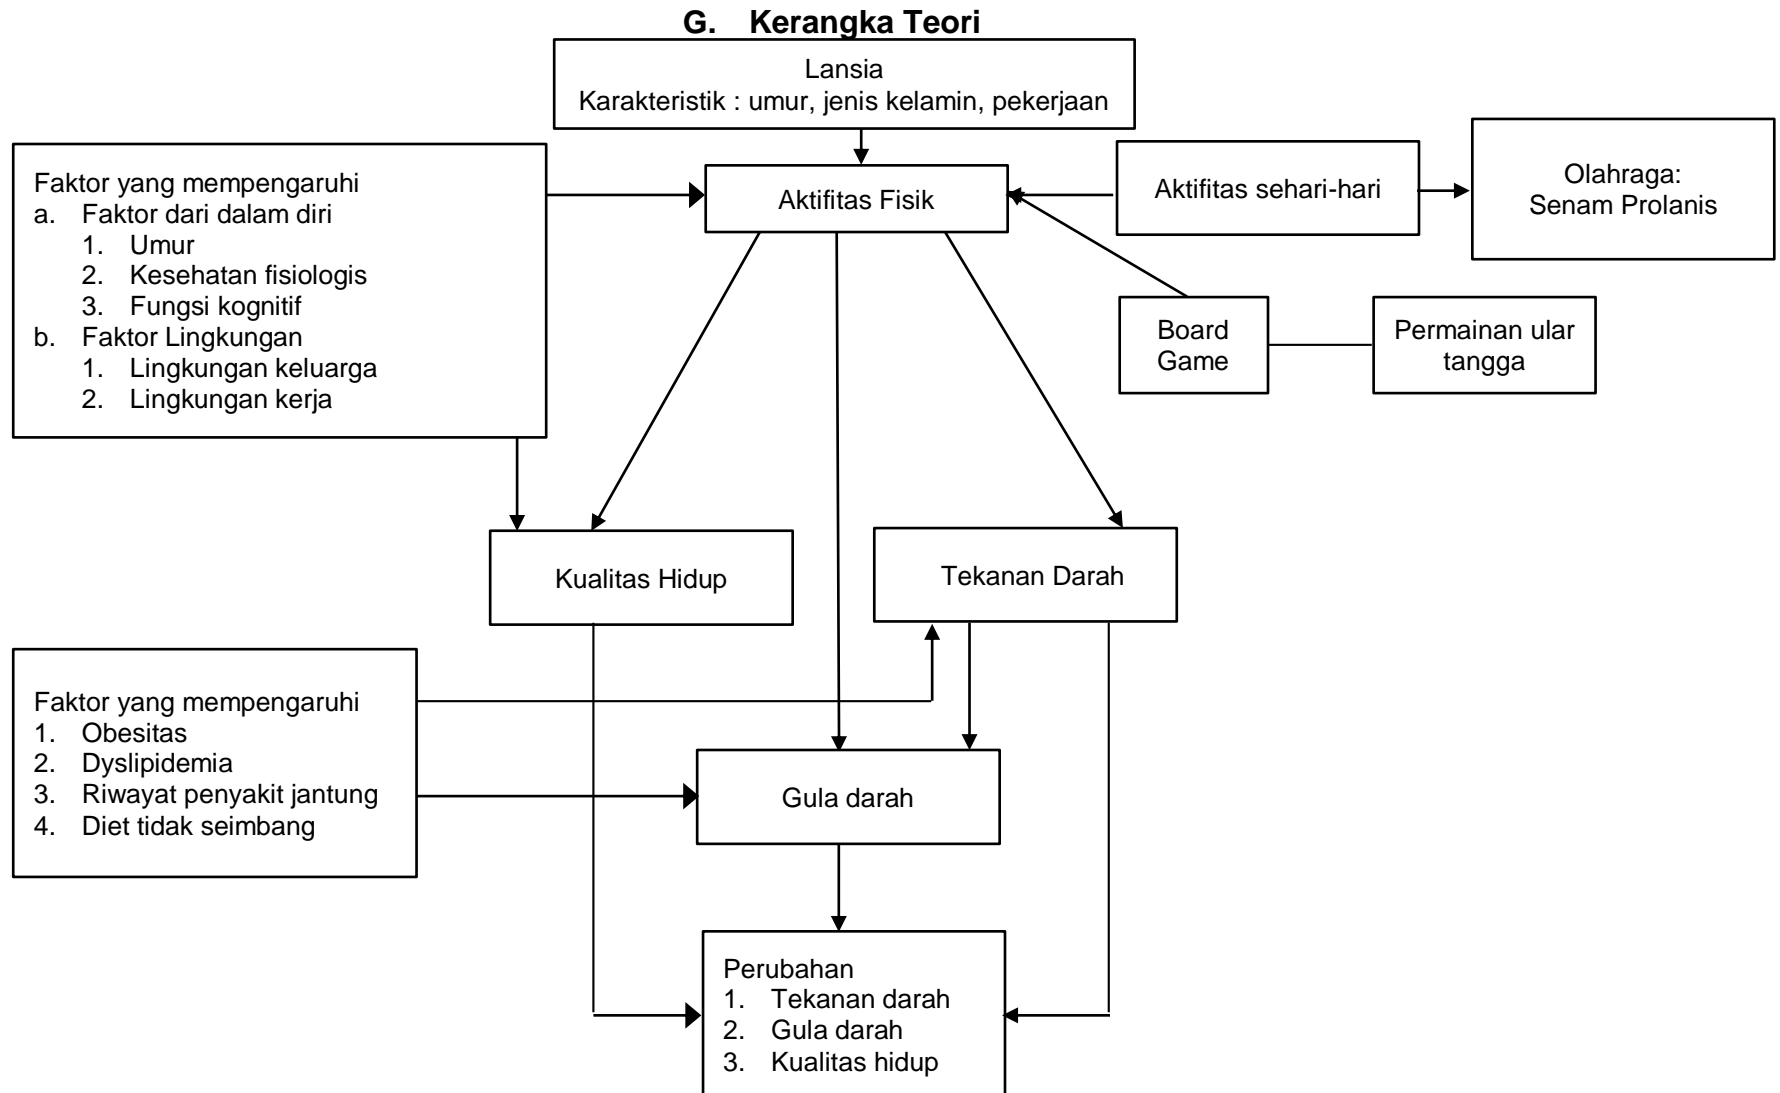 G. Kerangka Teori
Lansia
Karakteristik : umur, jenis kelamin, pekerjaan
Faktor yang mempengaruhi
a. Faktor dari dalam diri
1. Umur
2. Kesehatan fisiologis
3. Fungsi kognitif
b. Faktor Lingkungan
1. Lingkungan keluarga
2. Lingkungan kerja
Aktifitas Fisik
Aktifitas sehari-hari
Olahraga:
Senam Prolanis
Board
Game
Permainan ular
tangga
Kualitas Hidup
Tekanan Darah
Faktor yang mempengaruhi
1. Obesitas
2. Dyslipidemia
3. Riwayat penyakit jantung
4. Diet tidak seimbang
Gula darah
Perubahan
1. Tekanan darah
2. Gula darah
3. Kualitas hidup